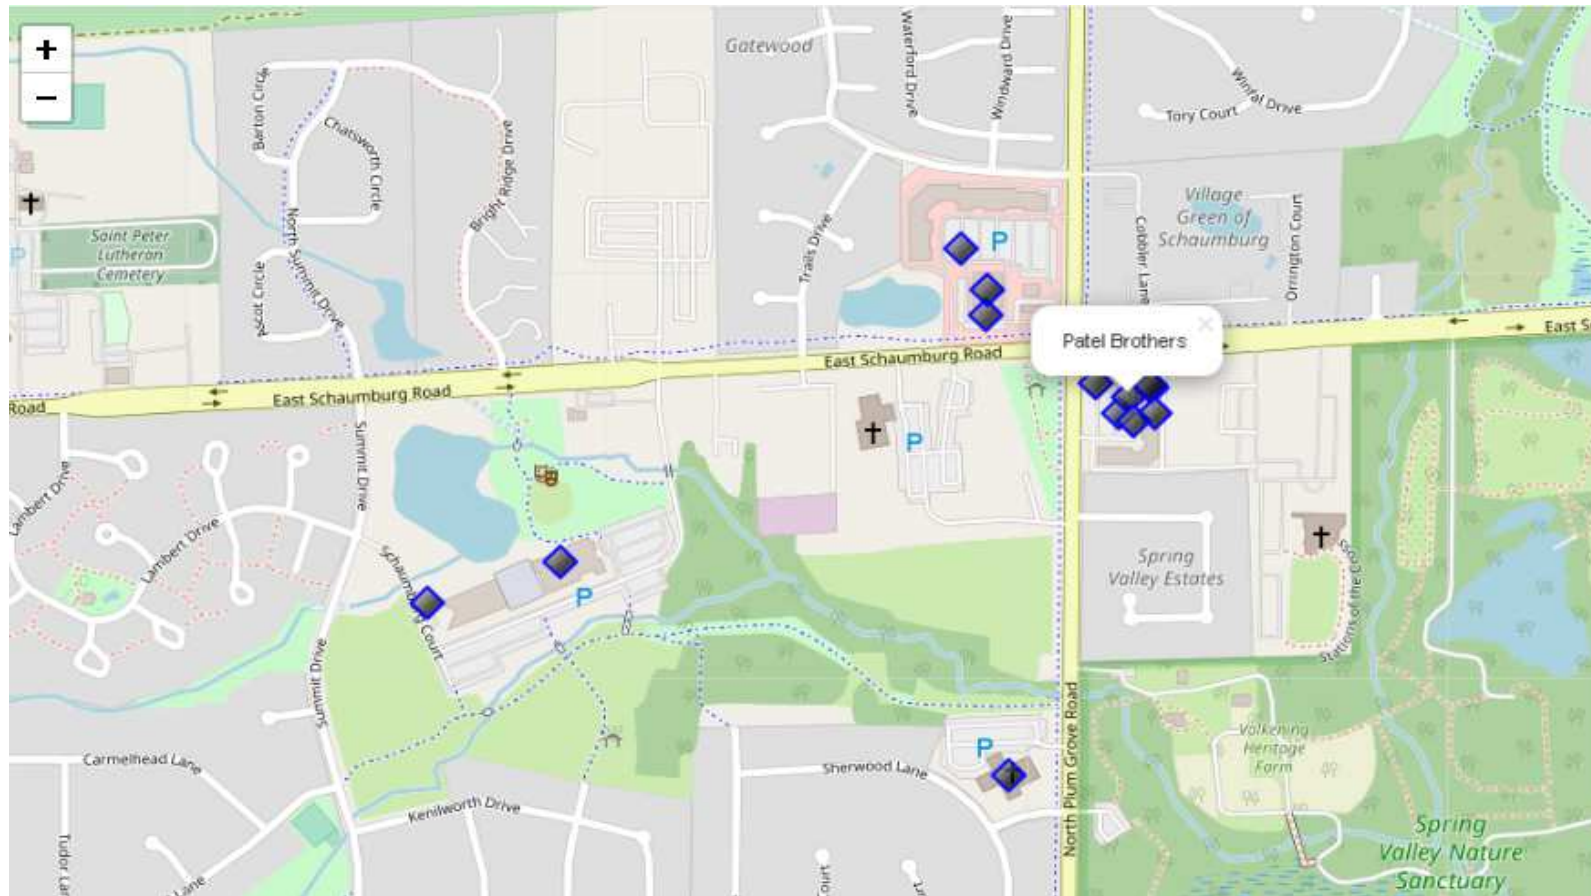 +
−
Gatewood
Waterford Drive
Windward Drive
Winfal Drive
Tory Court
Barton Circle
Chatsworth Circle
Bright Ridge Drive
Village
Green of
Schaumburg
Saint Peter
Lutheran
Cemetery
North Summit Drive
Ascot Circle
Trails Drive
P
Cobbler Lane
Orrington Court
P
Patel Brothers
×
East S
East Schaumburg Road
East Schaumburg Road
Road
Summit Drive
P
Lambert Drive
Lambert Drive
Schaumburg Court
P
Spring
Valley Estates
Stations of the Cross
Summit Drive
North Plum Grove Road
Volkening
Heritage
Farm
P
Carmelhead Lane
Sherwood Lane
Kenilworth Drive
Spring
Valley Nature
Sanctuary
Tudor Lan
Lane
Court